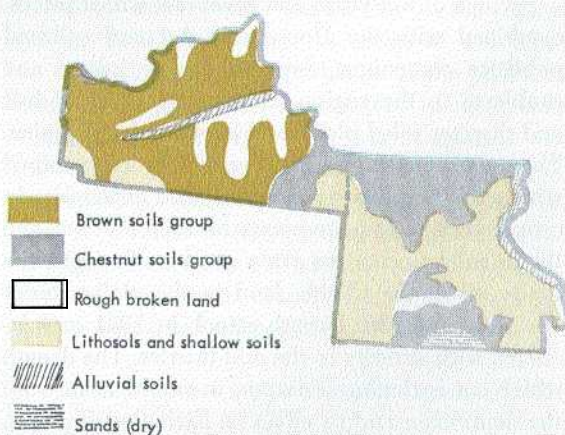 Brown soils group
Chestnut soils group
Rough broken land
Lithosols and shallow soils
Alluvial soils
Sands (dry)